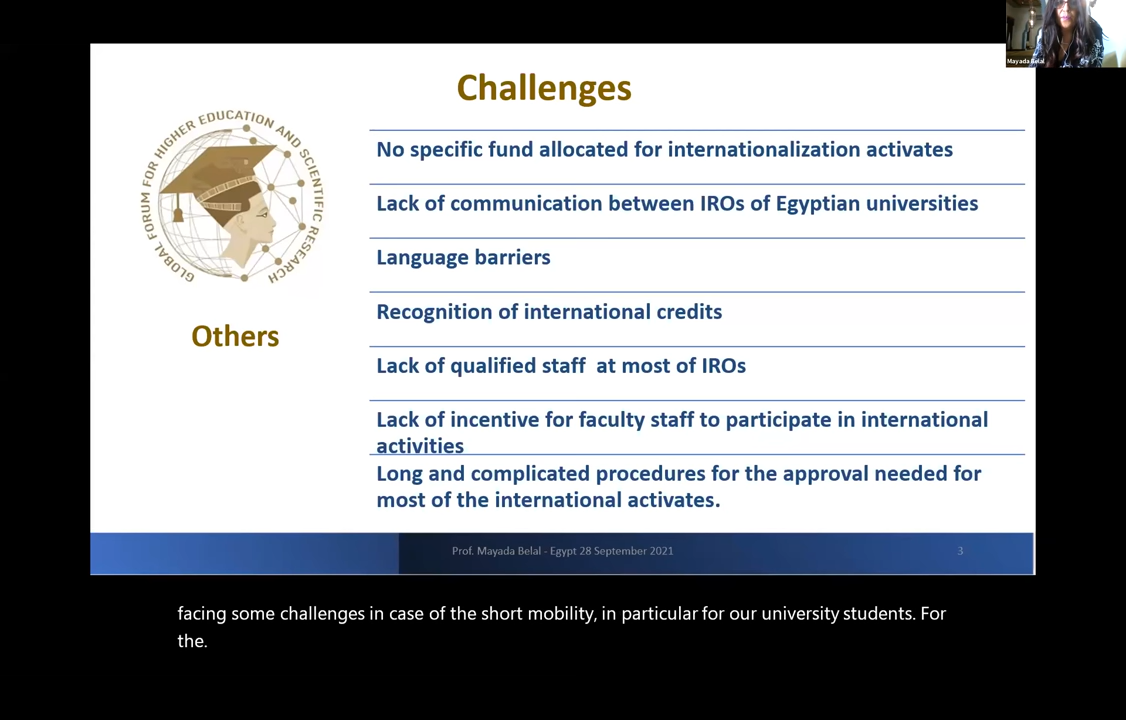 Mayada Belal
Challenges
GLOBAL FORUM FOR HIGHER EDUCATION AND SCIENTIFIC RESEARCH
Others
No specific fund allocated for internationalization activates
Lack of communication between IROs of Egyptian universities
Language barriers
Recognition of international credits
Lack of qualified staff  at most of IROs
Lack of incentive for faculty staff to participate in international
activities
Long and complicated procedures for the approval needed for
most of the international activates.
Prof. Mayada Belal - Egypt 28 September 2021
3
facing some challenges in case of the short mobility, in particular for our university students. For
the.